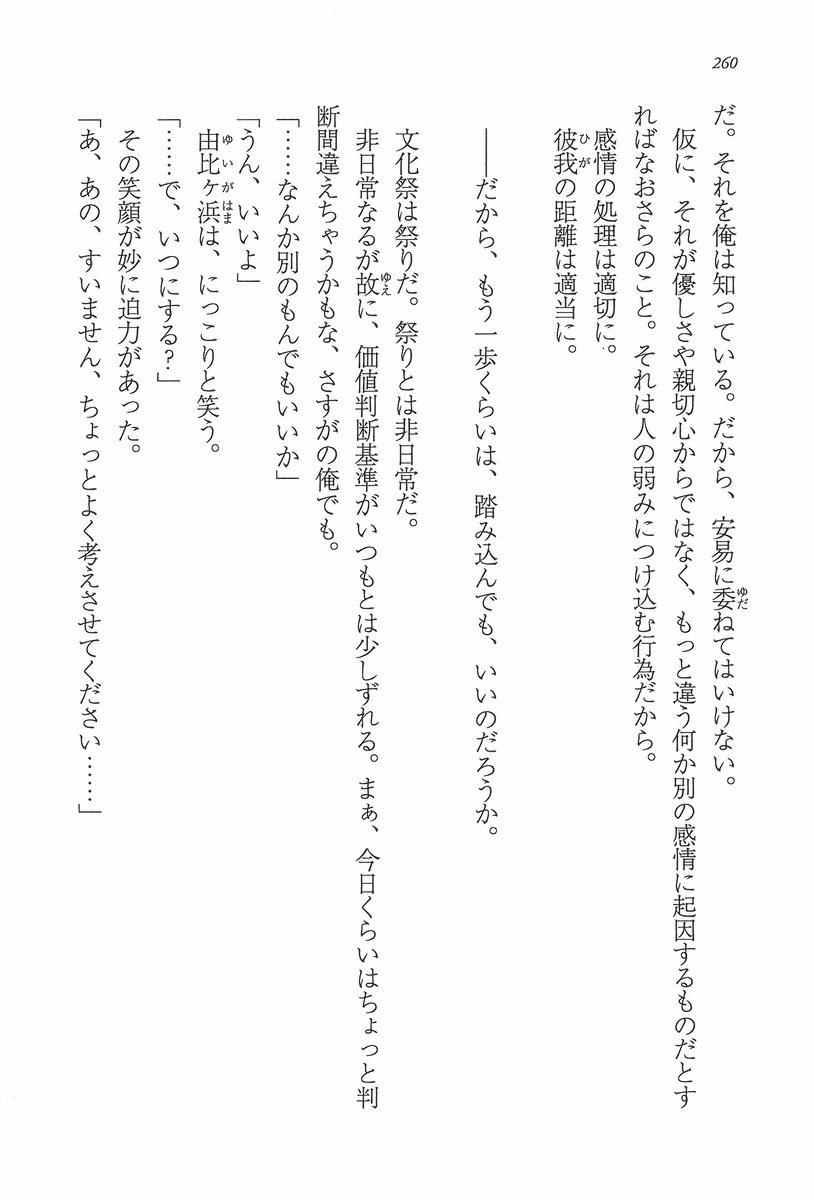 260
だ。それを俺は知っている。だから、安易に委ねてはいけない。
仮に、それが優しさや親切心からではなく、もっと違う何か別の感情に起因するものだとす
ればなおさらのこと。それは人の弱みにつけ込む行為だから。
感情の処理は適切に。
彼我の距離は適当に。
――だから、もう一歩くらいは、踏み込んでも、いいのだろうか。
文化祭は祭りだ。祭りとは非日常だ。
非日常なるが故に、価値判断基準がいつもとは少しずれる。まぁ、今日くらいはちょっと判
断間違えちゃうかもな、さすがの俺でも。
「……なんか別のもんでもいいか」
「うん、いいよ」
由比ヶ浜は、にっこりと笑う。
「……で、いつにする?」
その笑顔が妙に迫力があった。
「あ、あの、すいません、ちょっとよく考えさせてください……」